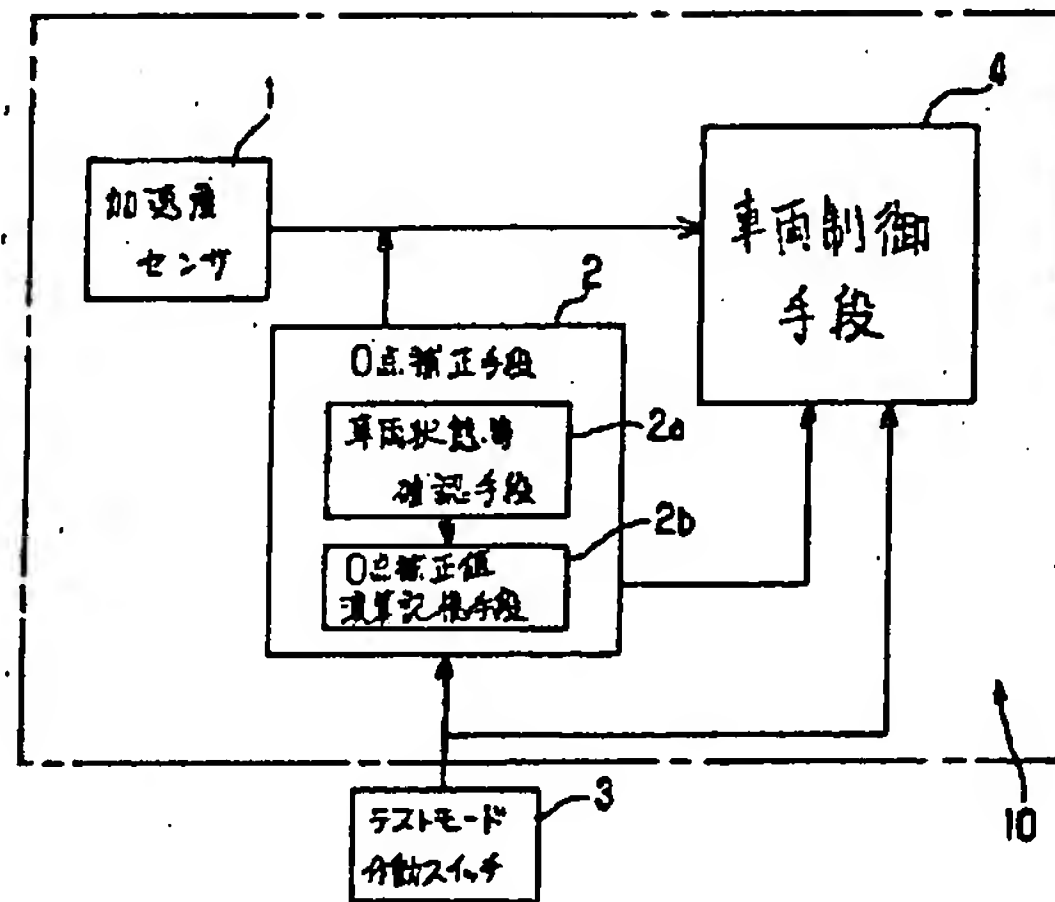 1
加速度
センサ
4
車両制御
手段
2
0点補正手段
2a
車両状態等
確認手段
2b
0点補正値
演算記憶手段
3
テストモード
作動スイッチ
10